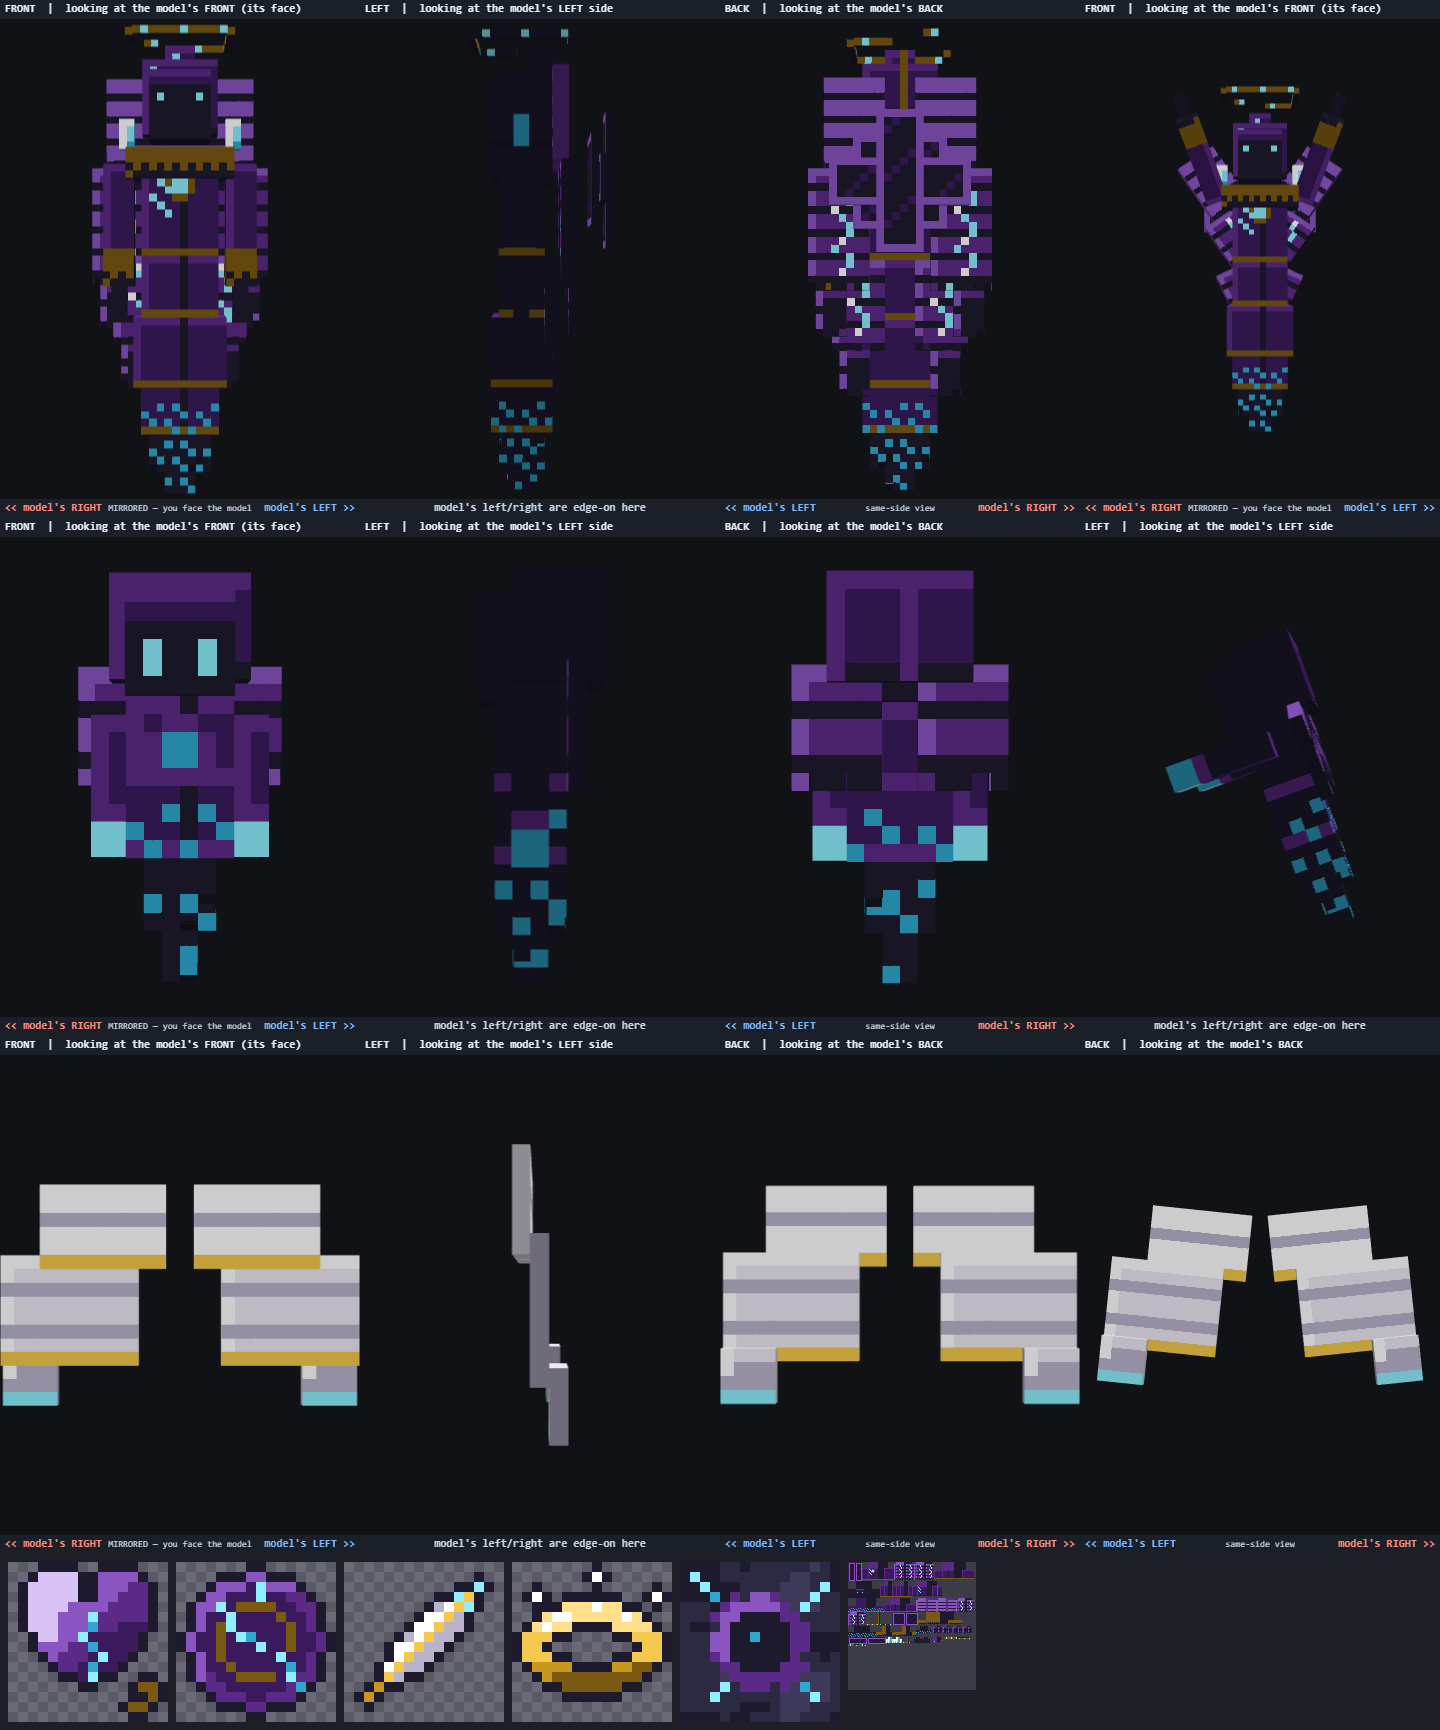 FRONT | looking at the model's FRONT (its face)
LEFT | looking at the model's LEFT side
BACK | looking at the model's BACK
FRONT | looking at the model's FRONT (its face)
<< model's RIGHT MIRRORED — you face the model model's LEFT >>
model's left/right are edge-on here
<< model's LEFT same-side view model's RIGHT >>
<< model's RIGHT MIRRORED — you face the model model's LEFT >>
FRONT | looking at the model's FRONT (its face)
LEFT | looking at the model's LEFT side
BACK | looking at the model's BACK
LEFT | looking at the model's LEFT side
<< model's RIGHT MIRRORED — you face the model model's LEFT >>
model's left/right are edge-on here
<< model's LEFT same-side view model's RIGHT >>
model's left/right are edge-on here
FRONT | looking at the model's FRONT (its face)
LEFT | looking at the model's LEFT side
BACK | looking at the model's BACK
BACK | looking at the model's BACK
<< model's RIGHT MIRRORED — you face the model model's LEFT >>
model's left/right are edge-on here
<< model's LEFT same-side view model's RIGHT >>
<< model's LEFT same-side view model's RIGHT >>